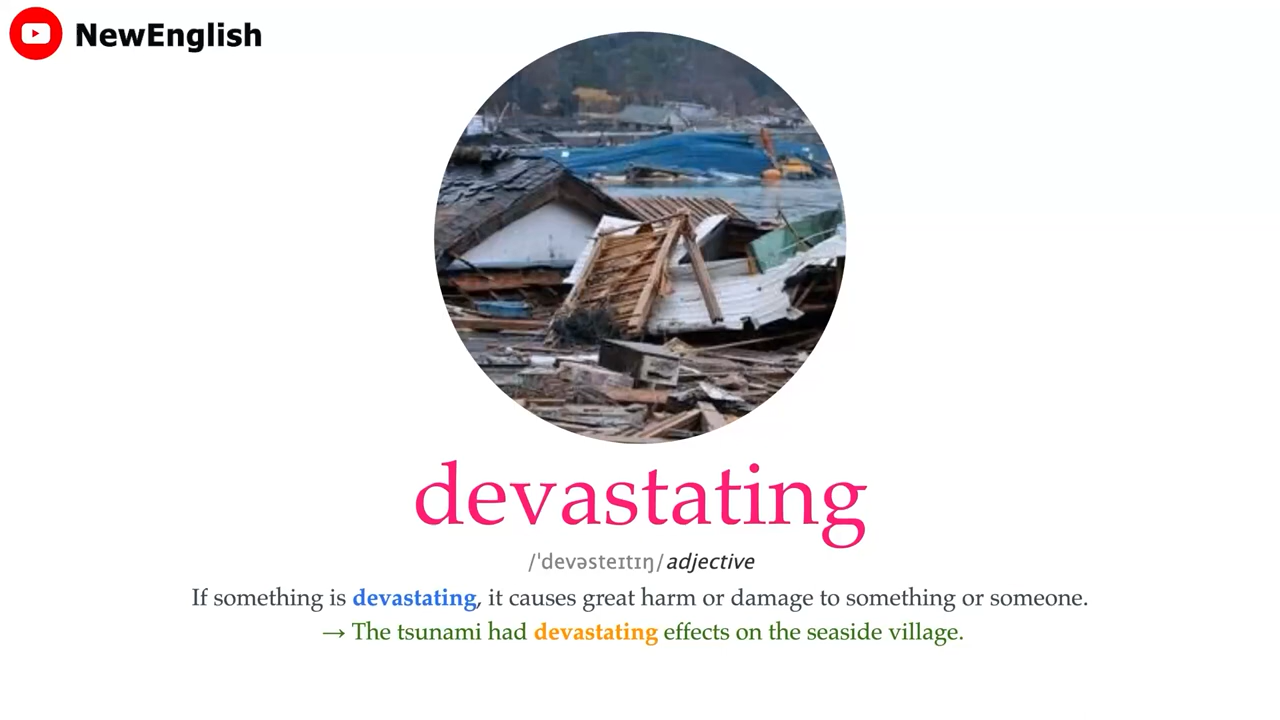 NewEnglish
devastating
/ˈdevəsteɪtɪŋ/adjective
If something is devastating, it causes great harm or damage to something or someone.
→ The tsunami had devastating effects on the seaside village.